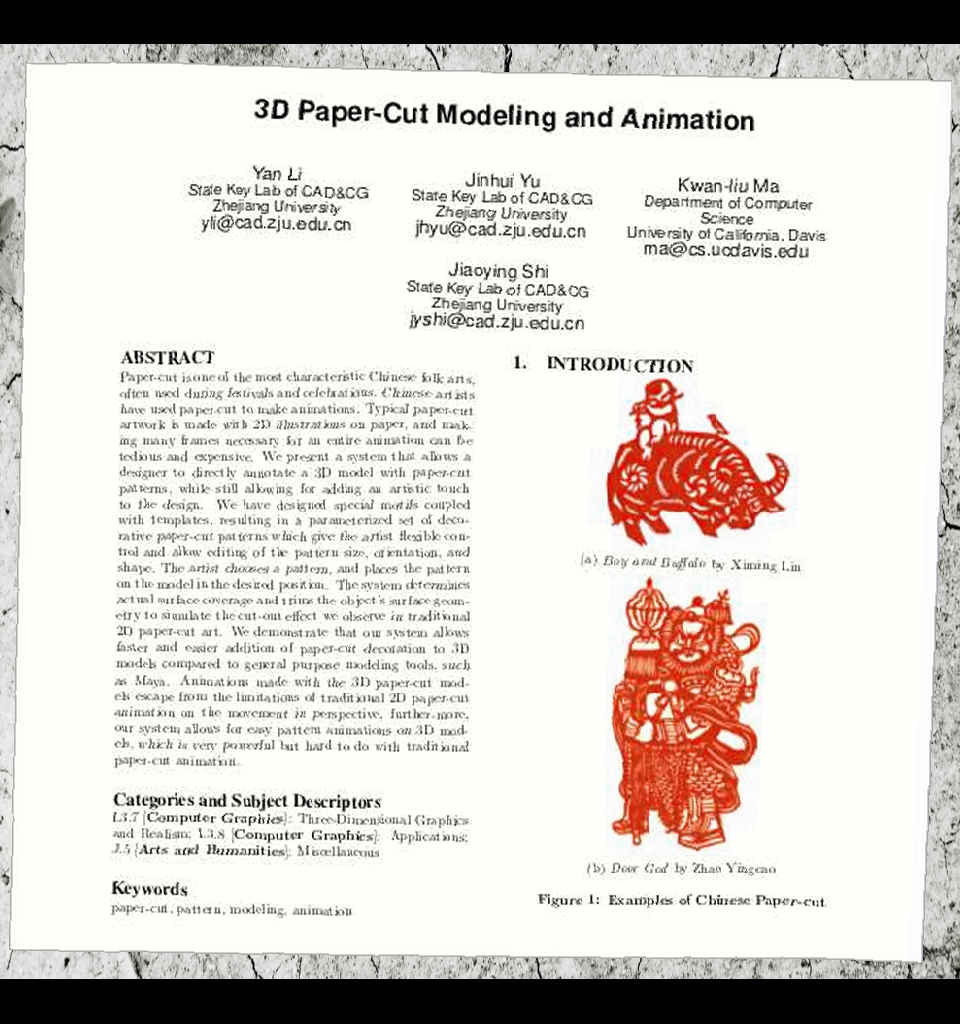 3D Paper-Cut Modeling and Animation
Yan Li
State Key Lab of CAD&CG
Zhejiang University
yli@cad.zju.edu.cn
Jinhui Yu
State Key Lab of CAD&CG
Zhejiang University
jhyu@cad.zju.edu.cn
Kwan-liu Ma
Department of Computer
Science
University of California, Davis
ma@cs.ucdavis.edu
Jiaoying Shi
State Key Lab of CAD&CG
Zhejiang University
jyshi@cad.zju.edu.cn
ABSTRACT
Paper-cut is one of the most characteristic Chinese folk arts,
often used during festivals and celebrations. Chinese artists
have used paper-cut to make animations. Typical paper-cut
artwork is made with 2D illustrations on paper, and mak-
ing many frames necessary for an entire animation can be
tedious and expensive. We present a system that allows a
designer to directly annotate a 3D model with paper-cut
patterns, while still allowing for adding an artistic touch
to the design. We have designed special motifs coupled
with templates, resulting in a parameterized set of deco-
rative paper-cut patterns which give the artist flexible con-
trol and allow editing of the pattern size, orientation, and
shape. The artist chooses a pattern, and places the pattern
on the model in the desired position. The system determines
actual surface coverage and trims the object's surface geom-
etry to simulate the cut-out effect we observe in traditional
2D paper-cut art. We demonstrate that our system allows
faster and easier addition of paper-cut decoration to 3D
models compared to general purpose modeling tools, such
as Maya. Animations made with the 3D paper-cut mod-
els escape from the limitations of traditional 2D paper-cut
animation on the movement in perspective, further-more,
our system allows for easy pattern animations on 3D mod-
els, which is very powerful but hard to do with traditional
paper-cut animation.
Categories and Subject Descriptors
I.3.7 [Computer Graphics]: Three-Dimensional Graphics
and Realism; I.3.8 [Computer Graphics]: Applications;
J.5 [Arts and Humanities]: Miscellaneous
Keywords
paper-cut, pattern, modeling, animation
1. INTRODUCTION
(a) Boy and Buffalo by Ximing Lin
(b) Door God by Zhao Yingcao
Figure 1: Examples of Chinese Paper-cut.